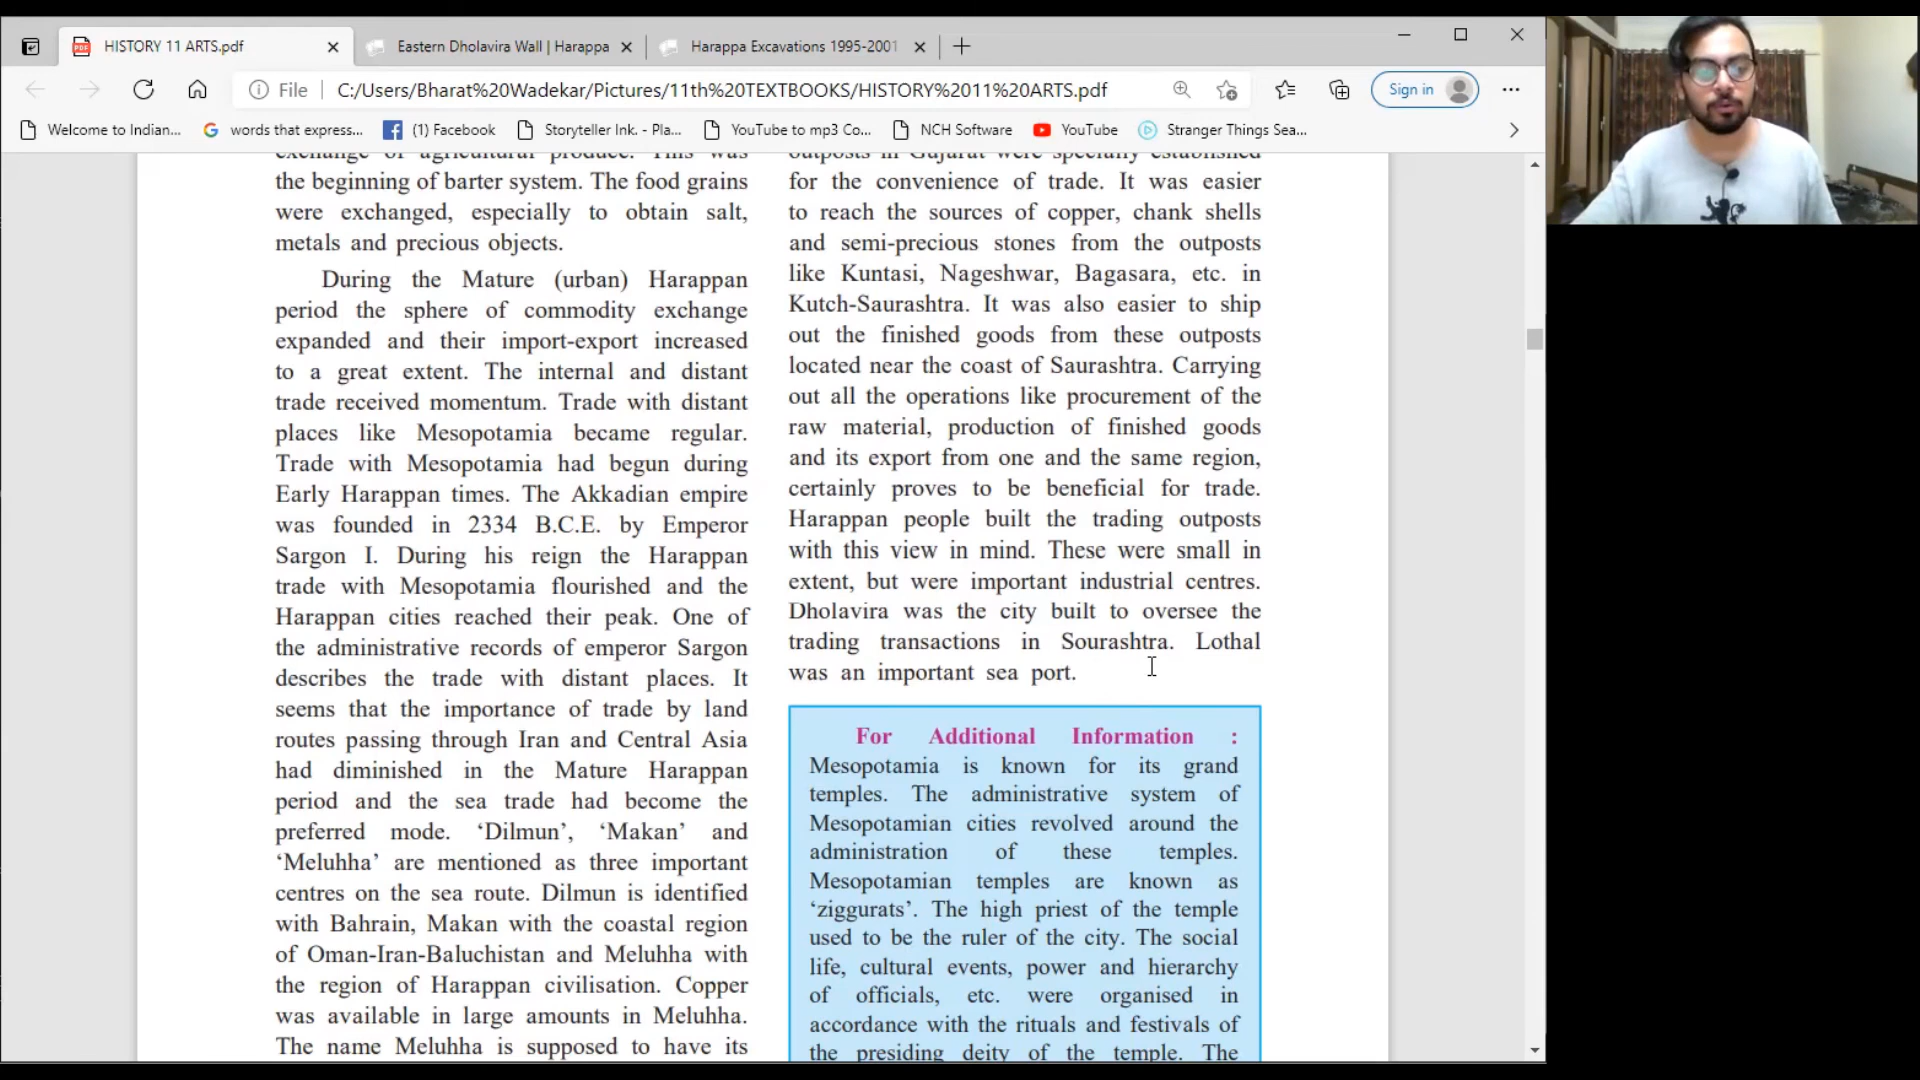 HISTORY 11 ARTS.pdf
Eastern Dholavira Wall | Harappa
Harappa Excavations 1995-2001
File
C:/Users/Bharat%20Wadekar/Pictures/11th%20TEXTBOOKS/HISTORY%2011%20ARTS.pdf
Sign in
Welcome to Indian...
words that express...
(1) Facebook
Storyteller Ink. - Pla...
YouTube to mp3 Co...
NCH Software
YouTube
Stranger Things Sea...
exchange of agricultural produce. This was
the beginning of barter system. The food grains
were exchanged, especially to obtain salt,
metals and precious objects.
During the Mature (urban) Harappan
period the sphere of commodity exchange
expanded and their import-export increased
to a great extent. The internal and distant
trade received momentum. Trade with distant
places like Mesopotamia became regular.
Trade with Mesopotamia had begun during
Early Harappan times. The Akkadian empire
was founded in 2334 B.C.E. by Emperor
Sargon I. During his reign the Harappan
trade with Mesopotamia flourished and the
Harappan cities reached their peak. One of
the administrative records of emperor Sargon
describes the trade with distant places. It
seems that the importance of trade by land
routes passing through Iran and Central Asia
had diminished in the Mature Harappan
period and the sea trade had become the
preferred mode. ‘Dilmun’, ‘Makan’ and
‘Meluhha’ are mentioned as three important
centres on the sea route. Dilmun is identified
with Bahrain, Makan with the coastal region
of Oman-Iran-Baluchistan and Meluhha with
the region of Harappan civilisation. Copper
was available in large amounts in Meluhha.
The name Meluhha is supposed to have its
outposts in Gujarat were specially established
for the convenience of trade. It was easier
to reach the sources of copper, chank shells
and semi-precious stones from the outposts
like Kuntasi, Nageshwar, Bagasara, etc. in
Kutch-Saurashtra. It was also easier to ship
out the finished goods from these outposts
located near the coast of Saurashtra. Carrying
out all the operations like procurement of the
raw material, production of finished goods
and its export from one and the same region,
certainly proves to be beneficial for trade.
Harappan people built the trading outposts
with this view in mind. These were small in
extent, but were important industrial centres.
Dholavira was the city built to oversee the
trading transactions in Sourashtra. Lothal
was an important sea port.
For Additional Information :
Mesopotamia is known for its grand
temples. The administrative system of
Mesopotamian cities revolved around the
administration of these temples.
Mesopotamian temples are known as
‘ziggurats’. The high priest of the temple
used to be the ruler of the city. The social
life, cultural events, power and hierarchy
of officials, etc. were organised in
accordance with the rituals and festivals of
the presiding deity of the temple. The